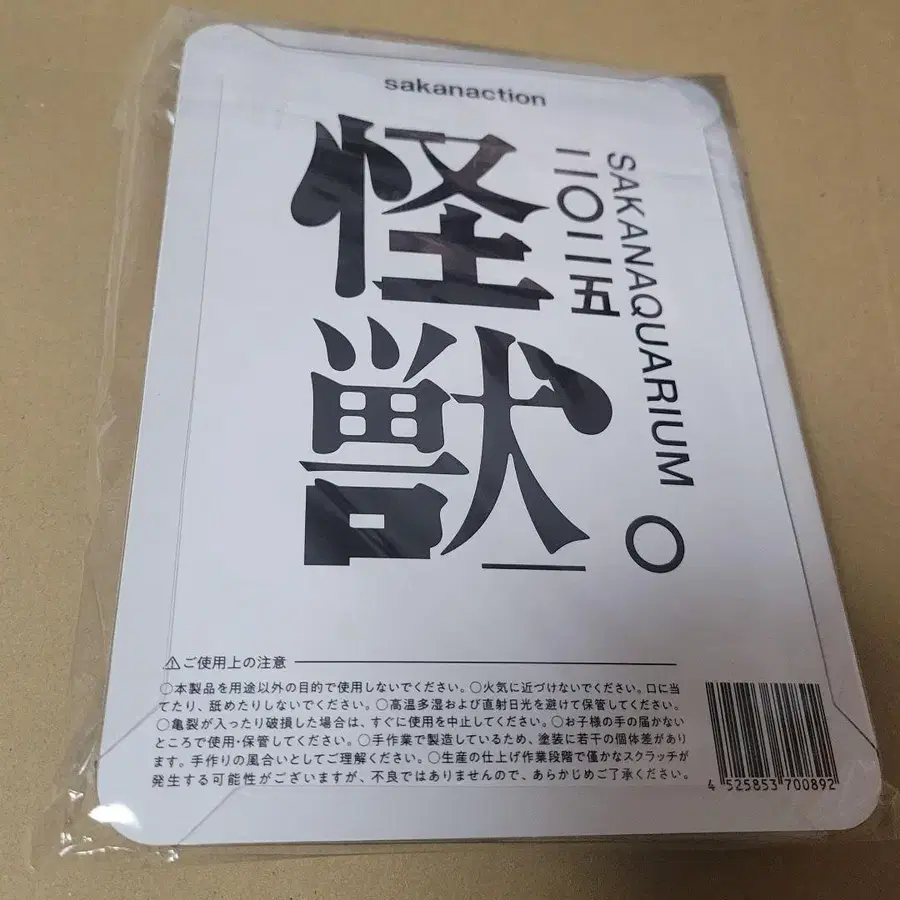 sakanaction
怪獣
SAKANAQUARIUM
二〇二五
⚠ご使用上の注意
○本製品を用途以外の目的で使用しないでください。○火気に近づけないでください。口に当
てたり、舐めたりしないでください。○高温多湿および直射日光を避けて保管してください。
○亀裂が入ったり破損した場合は、すぐに使用を中止してください。○お子様の手の届かない
ところで使用・保管してください。○手作業で製造しているため、塗装に若干の個体差があり
ます。手作りの風合いとしてご理解ください。○生産の仕上げ作業段階で僅かなスクラッチが
発生する可能性がございますが、不良ではありませんので、あらかじめご了承ください。
4 525853 700892